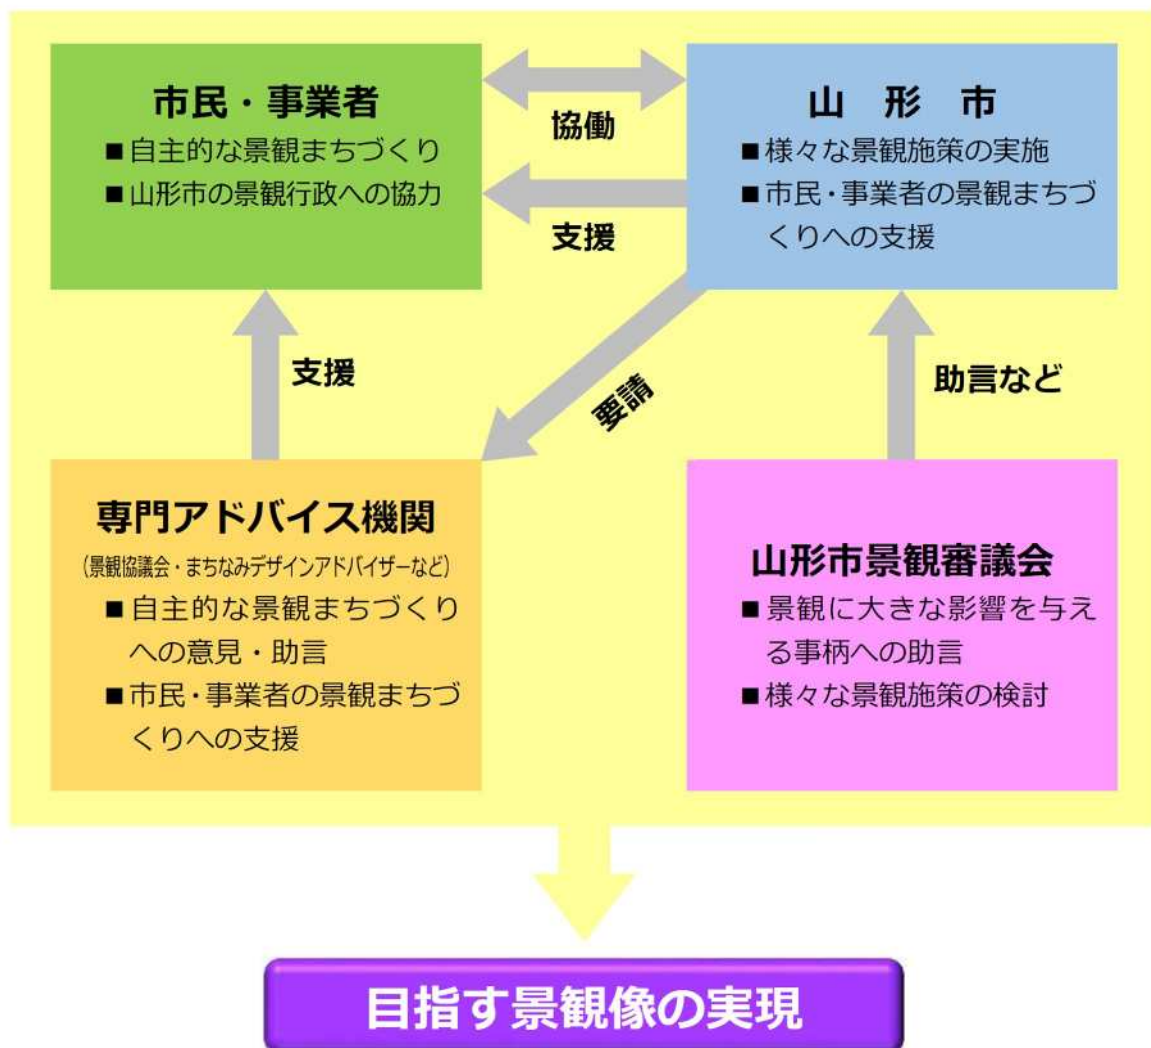 市民・事業者
■自主的な景観まちづくり
■山形市の景観行政への協力
協働
支援
山　形　市
■様々な景観施策の実施
■市民・事業者の景観まちづ
くりへの支援
支援
要請
助言など
専門アドバイス機関
(景観協議会・まちなみデザインアドバイザーなど)
■自主的な景観まちづくり
への意見・助言
■市民・事業者の景観まちづ
くりへの支援
山形市景観審議会
■景観に大きな影響を与え
る事柄への助言
■様々な景観施策の検討
目指す景観像の実現